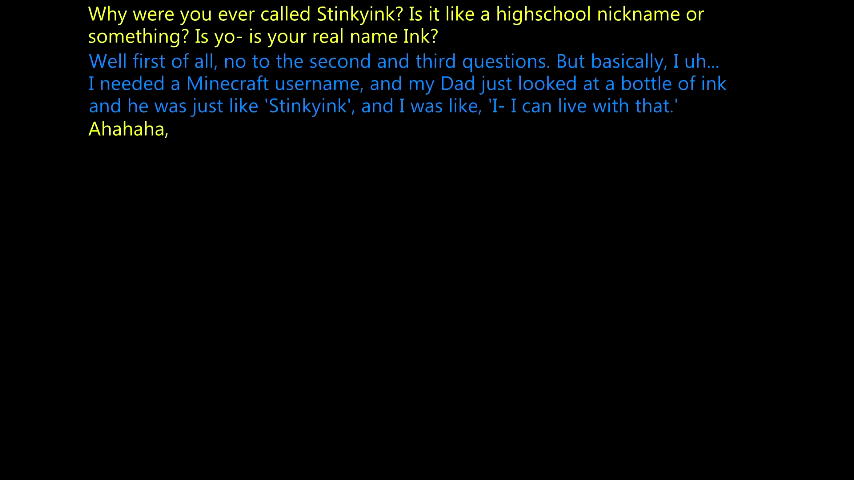 Why were you ever called Stinkyink? Is it like a highschool nickname or
something? Is yo- is your real name Ink?
Well first of all, no to the second and third questions. But basically, I uh...
I needed a Minecraft username, and my Dad just looked at a bottle of ink
and he was just like 'Stinkyink', and I was like, 'I- I can live with that.'
Ahahaha,